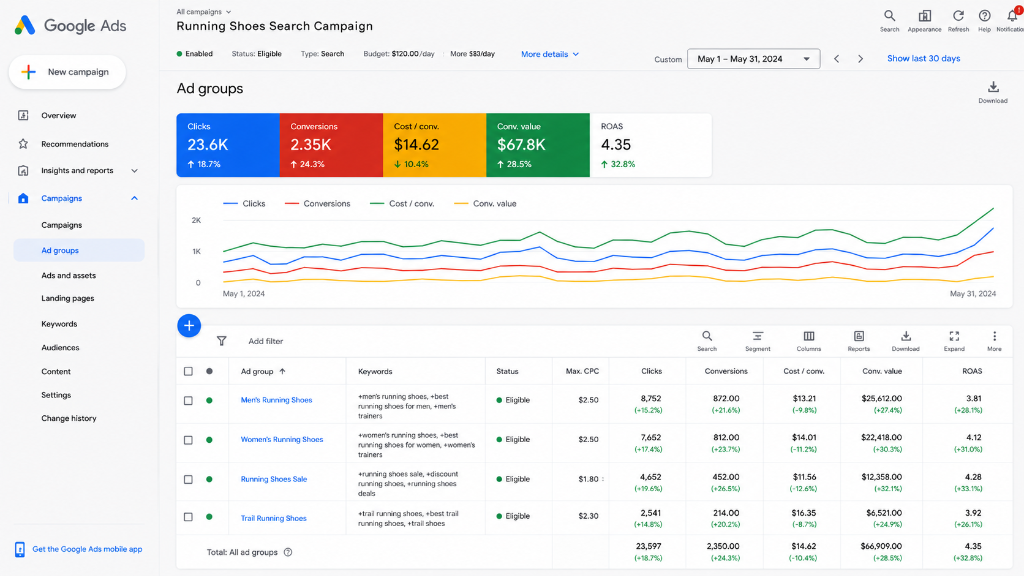 Google Ads
New campaign
Overview
Recommendations
Insights and reports
Campaigns
Campaigns
Ad groups
Ads and assets
Landing pages
Keywords
Audiences
Content
Settings
Change history
Get the Google Ads mobile app
All campaigns
Running Shoes Search Campaign
Search
Appearance
Refresh
Help
Notificatio
Enabled Status: Eligible Type: Search Budget: $120.00/day More $80/day More details
Custom May 1 – May 31, 2024 Show last 30 days
Ad groups
Download
Clicks
23.6K
↑ 18.7%
Conversions
2.35K
↑ 24.3%
Cost / conv.
$14.62
↓ 10.4%
Conv. value
$67.8K
↑ 28.5%
ROAS
4.35
↑ 32.8%
Clicks Conversions Cost / conv. Conv. value
2K
1K
0
May 1, 2024 May 31, 2024
+
Add filter
Search Segment Columns Reports Download Expand More
Ad group ↑ Keywords Status Max. CPC Clicks Conversions Cost / conv. Conv. value ROAS
Men's Running Shoes
+men's running shoes, +best
running shoes for men, +men's
trainers
Eligible $2.50
8,752 872.00 $13.21 $25,612.00 3.81
(+15.2%) (+21.6%) (-9.8%) (+27.4%) (+28.1%)
Women's Running Shoes
+women's running shoes, +best
running shoes for women, +women's
trainers
Eligible $2.50
7,652 812.00 $14.01 $22,418.00 4.12
(+17.4%) (+23.7%) (-11.2%) (+30.3%) (+31.0%)
Running Shoes Sale
+running shoes sale, +discount
running shoes, +running shoes
deals
Eligible $1.80
4,652 452.00 $11.56 $12,358.00 4.28
(+19.6%) (+26.5%) (-12.6%) (+32.1%) (+33.1%)
Trail Running Shoes
+trail running shoes, +best trail
running shoes, +trail shoes
Eligible $2.30
2,541 214.00 $16.35 $6,521.00 3.92
(+14.8%) (+20.2%) (-8.7%) (+24.9%) (+26.1%)
Total: All ad groups
23,597 2,350.00 $14.62 $66,909.00 4.35
(+18.7%) (+24.3%) (-10.4%) (+28.5%) (+32.8%)